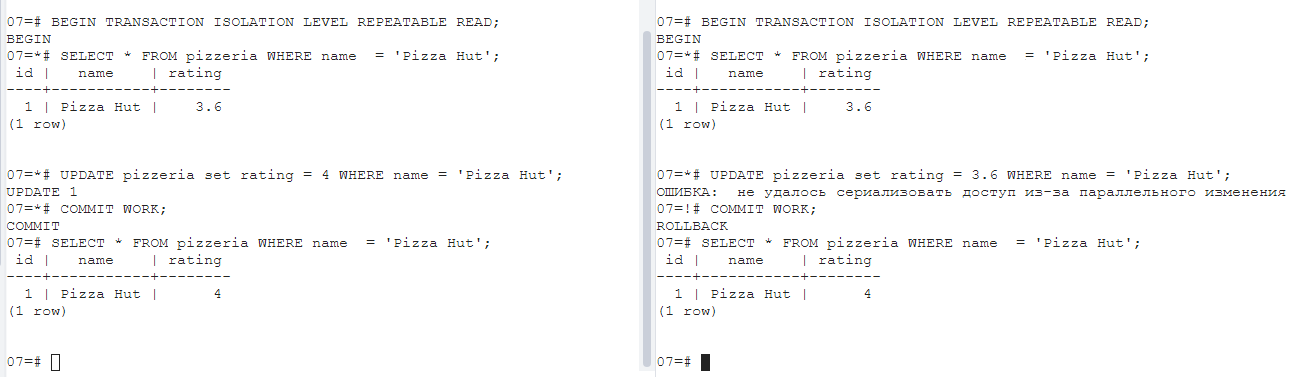 07=# BEGIN TRANSACTION ISOLATION LEVEL REPEATABLE READ;
BEGIN
07=*# SELECT * FROM pizzeria WHERE name  = 'Pizza Hut';
 id |   name    | rating
----+-----------+--------
  1 | Pizza Hut |    3.6
(1 row)
07=*# UPDATE pizzeria set rating = 4 WHERE name = 'Pizza Hut';
UPDATE 1
07=*# COMMIT WORK;
COMMIT
07=# SELECT * FROM pizzeria WHERE name  = 'Pizza Hut';
 id |   name    | rating
----+-----------+--------
  1 | Pizza Hut |      4
(1 row)
07=#
07=# BEGIN TRANSACTION ISOLATION LEVEL REPEATABLE READ;
BEGIN
07=*# SELECT * FROM pizzeria WHERE name  = 'Pizza Hut';
 id |   name    | rating
----+-----------+--------
  1 | Pizza Hut |    3.6
(1 row)
07=*# UPDATE pizzeria set rating = 3.6 WHERE name = 'Pizza Hut';
ОШИБКА:  не удалось сериализовать доступ из-за параллельного изменения
07=!# COMMIT WORK;
ROLLBACK
07=# SELECT * FROM pizzeria WHERE name  = 'Pizza Hut';
 id |   name    | rating
----+-----------+--------
  1 | Pizza Hut |      4
(1 row)
07=#